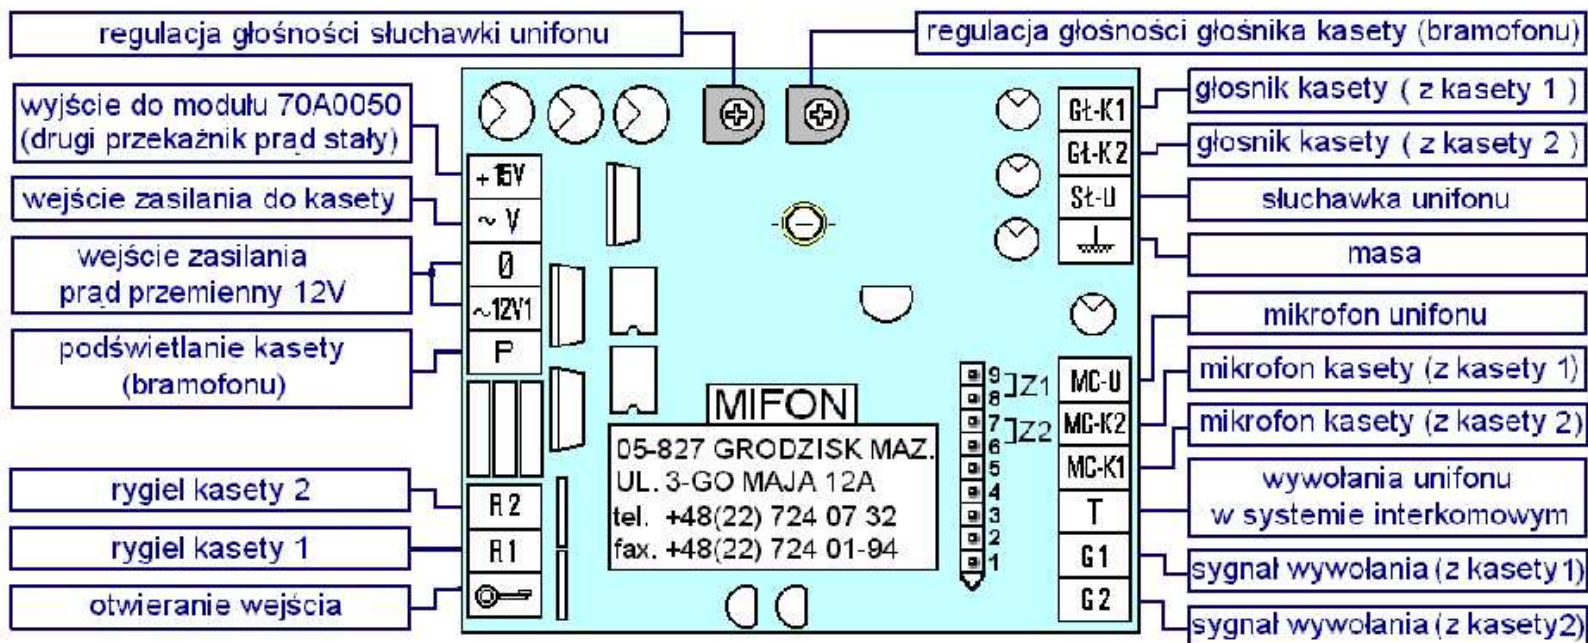 regulacja głośności słuchawki unifonu
regulacja głośności głośnika kasety (bramofonu)
wyjście do modułu 70A0050
(drugi przekaźnik prąd stały)
wejście zasilania do kasety
wejście zasilania
prąd przemienny 12V
podświetlanie kasety
(bramofonu)
rygiel kasety 2
rygiel kasety 1
otwieranie wejścia
+15V
~ V
0
~12V1
P
R2
R1
MIFON
05-827 GRODZISK MAZ.
UL. 3-GO MAJA 12A
tel. +48(22) 724 07 32
fax. +48(22) 724 01-94
9
8
7
6
5
4
3
2
1
Z1
Z2
GŁ-K1
GŁ-K2
SŁ-U
MC-U
MC-K2
MC-K1
T
G1
G2
głosnik kasety ( z kasety 1 )
głosnik kasety ( z kasety 2 )
słuchawka unifonu
masa
mikrofon unifonu
mikrofon kasety (z kasety 1)
mikrofon kasety (z kasety 2)
wywołania unifonu
w systemie interkomowym
sygnał wywołania (z kasety1)
sygnał wywołania (z kasety2)